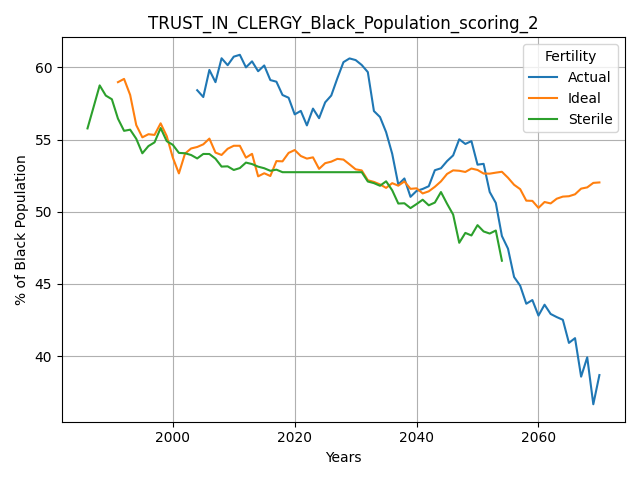 TRUST_IN_CLERGY_Black_Population_scoring_2
Fertility
Actual
Ideal
Sterile
% of Black Population
60
55
50
45
40
2000
2020
2040
2060
Years